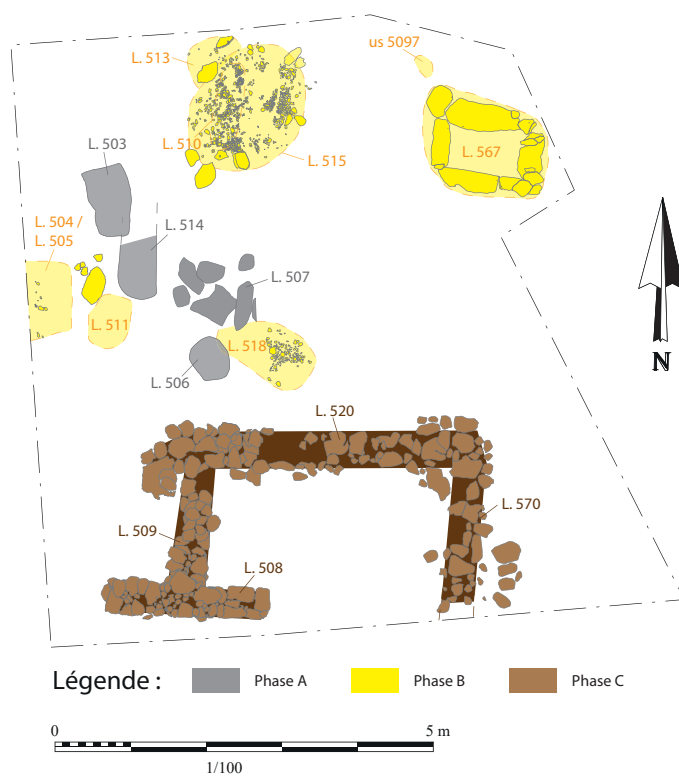 us 5097
L. 513
L. 510
L. 515
L. 567
L. 503
L. 504 /
L. 505
L. 514
L. 507
L. 511
L. 518
L. 506
N
L. 520
L. 570
L. 509
L. 508
Légende :
Phase A
Phase B
Phase C
0
5 m
1/100